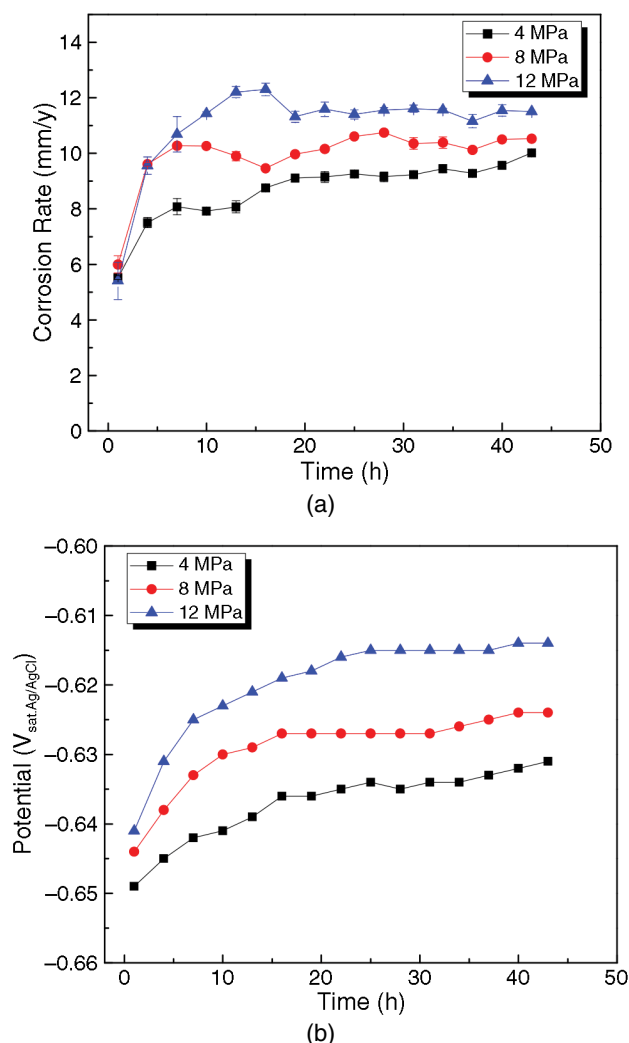 14
12
10
8
6
4
2
0
Corrosion Rate (mm/y)
4 MPa
8 MPa
12 MPa
0
10
20
30
40
50
Time (h)
(a)
−0.60
−0.61
−0.62
−0.63
−0.64
−0.65
−0.66
Potential (V_sat.Ag/AgCl)
4 MPa
8 MPa
12 MPa
0
10
20
30
40
50
Time (h)
(b)